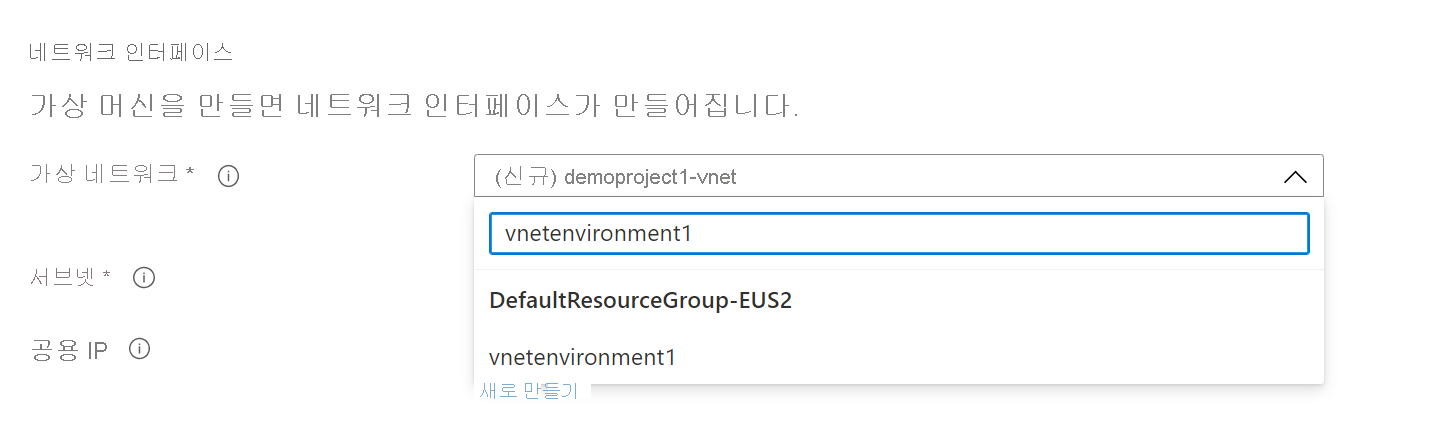 네트워크 인터페이스
가상 머신을 만들면 네트워크 인터페이스가 만들어집니다.
가상 네트워크 *
(신규) demoproject1-vnet
vnetenvironment1
서브넷 *
DefaultResourceGroup-EUS2
공용 IP
vnetenvironment1
새로 만들기